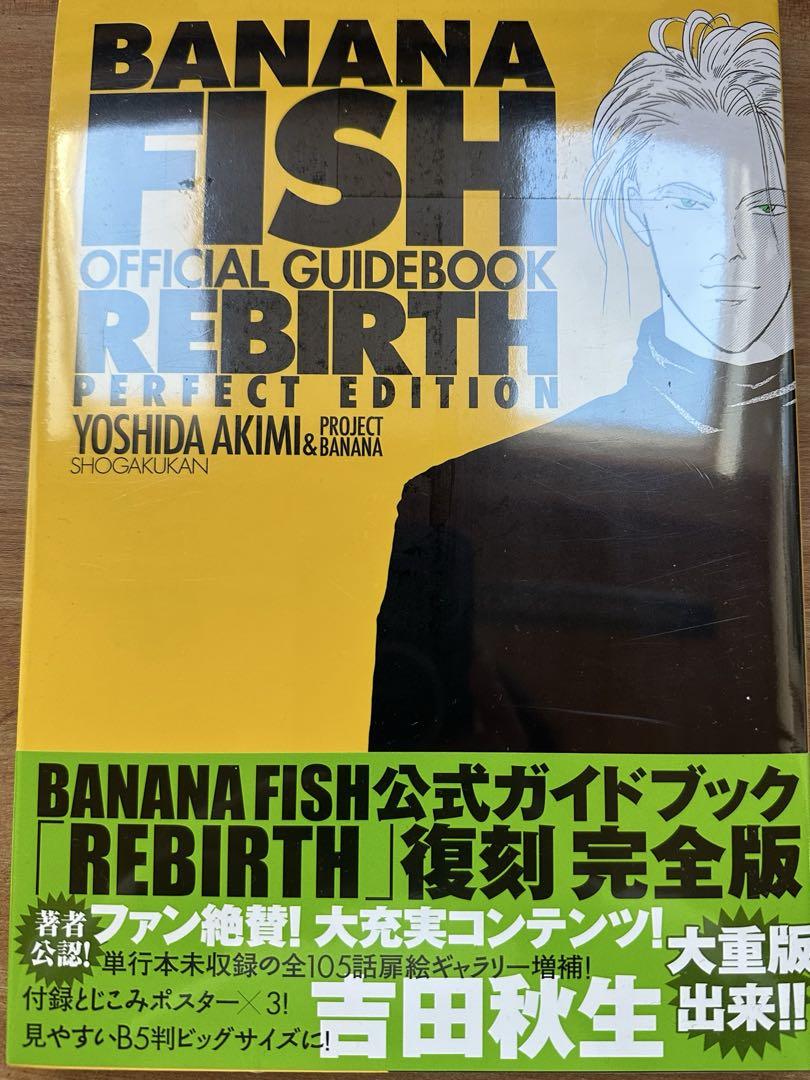 BANANA
FISH
OFFICIAL GUIDEBOOK
REBIRTH
PERFECT EDITION
YOSHIDA AKIMI & PROJECT BANANA
SHOGAKUKAN
BANANA FISH公式ガイドブック
「REBIRTH」復刻 完全版
著者公認!
ファン絶賛! 大充実コンテンツ!
単行本未収録の全105話扉絵ギャラリー増補!
付録とじこみポスター×3!
見やすいB5判ビッグサイズに!
吉田秋生
大重版
出来!!